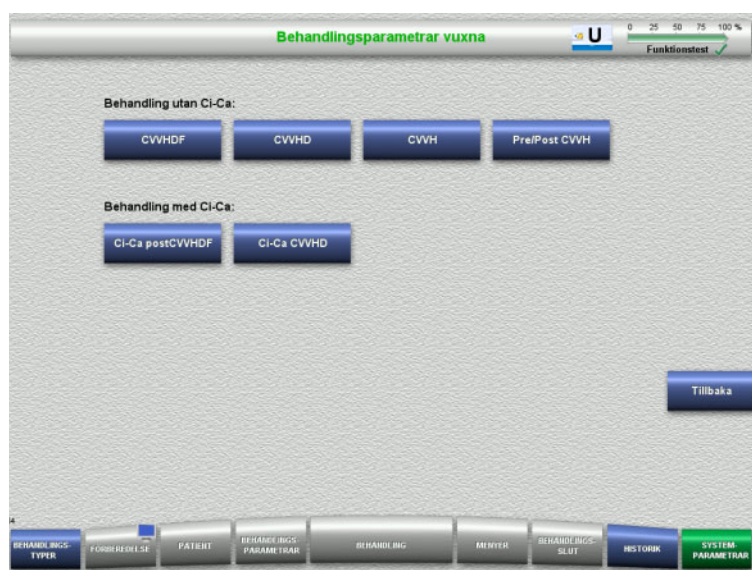 Behandlingsparametrar vuxna
U
0 25 50 75 100 %
Funktionstest
Behandling utan Ci-Ca:
CVVHDF CVVHD CVVH Pre/Post CVVH
Behandling med Ci-Ca:
Ci-Ca postCVVHDF Ci-Ca CVVHD
Tillbaka
4
BEHANDLINGS-
TYPER
FÖRBEREDELSE
PATIENT
BEHANDLINGS-
PARAMETRAR
BEHANDLING
MENYER
BEHANDLINGS-
SLUT
HISTORIK
SYSTEM-
PARAMETRAR